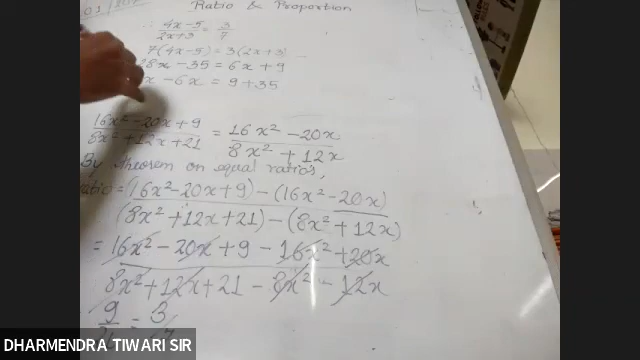 Ratio & Proportion
∴ (4x-5)/(2x+3) = 3/7
7(4x-5) = 3(2x+3)
28x - 35 = 6x + 9
x - 6x = 9 + 35
(16x² - 20x + 9)/(8x² + 12x + 21) = (16x² - 20x)/(8x² + 12x)
By theorem on equal ratios,
ratio = ((16x² - 20x + 9) - (16x² - 20x))/((8x² + 12x + 21) - (8x² + 12x))
= (16x² - 20x + 9 - 16x² + 20x)/(8x² + 12x + 21 - 8x² - 12x)
DHARMENDRA TIWARI SIR